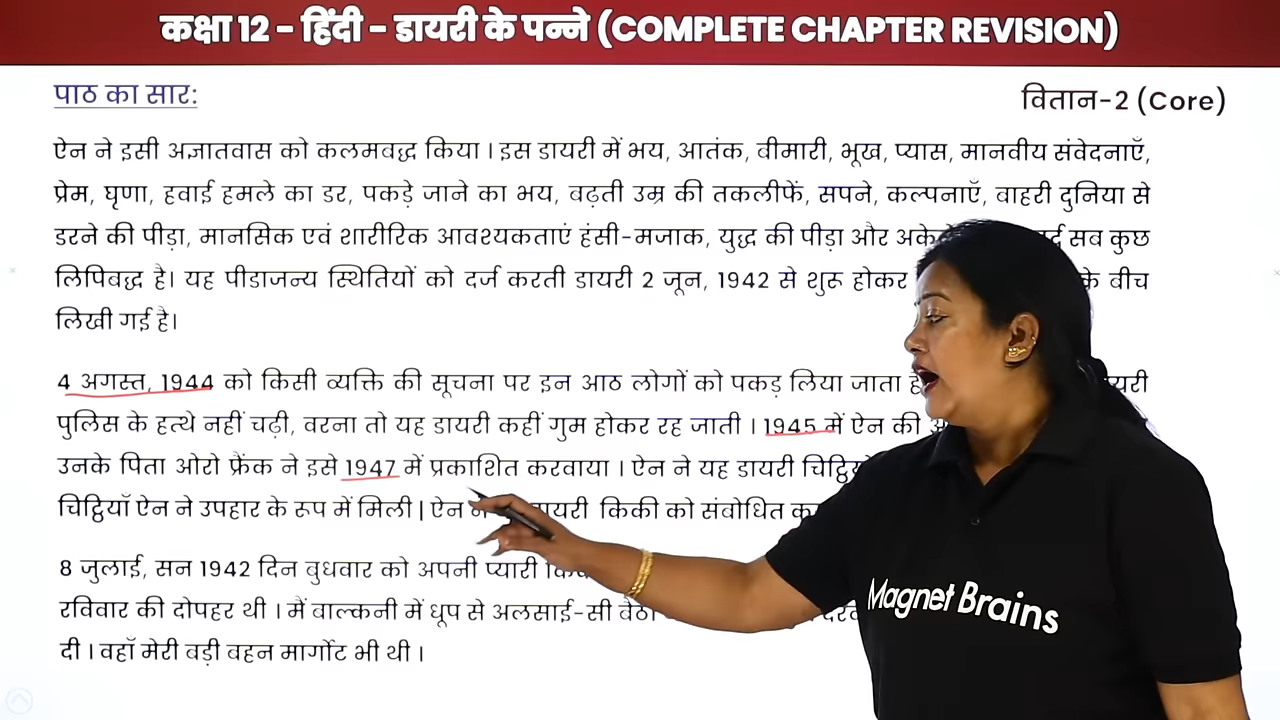 कक्षा 12 - हिंदी - डायरी के पन्ने (COMPLETE CHAPTER REVISION)
पाठ का सार:
वितान-2 (Core)
ऐन ने इसी अज्ञातवास को कलमबद्ध किया । इस डायरी में भय, आतंक, बीमारी, भूख, प्यास, मानवीय संवेदनाएँ,
प्रेम, घृणा, हवाई हमले का डर, पकड़े जाने का भय, बढ़ती उम्र की तकलीफें, सपने, कल्पनाएँ, बाहरी दुनिया से
डरने की पीड़ा, मानसिक एवं शारीरिक आवश्यकताएं हंसी-मजाक, युद्ध की पीड़ा और सब कुछ
लिपिबद्ध है। यह पीडाजन्य स्थितियों को दर्ज करती डायरी 2 जून, 1942 से शुरू होकर के बीच
लिखी गई है।
4 अगस्त, 1944 को किसी व्यक्ति की सूचना पर इन आठ लोगों को पकड़ लिया जाता
पुलिस के हत्थे नहीं चढ़ी, वरना तो यह डायरी कहीं गुम होकर रह जाती । 1945 में ऐन की
उनके पिता ओरो फ्रैंक ने इसे 1947 में प्रकाशित करवाया । ऐन ने यह डायरी
चिट्ठियाँ ऐन ने उपहार के रूप में मिली | ऐन किकी को संबोधित
8 जुलाई, सन 1942 दिन बुधवार को अपनी प्यारी
रविवार की दोपहर थी । मैं बाल्कनी में धूप से अलसाई-सी
दी । वहाँ मेरी बड़ी बहन मार्गोट भी थी ।
Magnet Brains